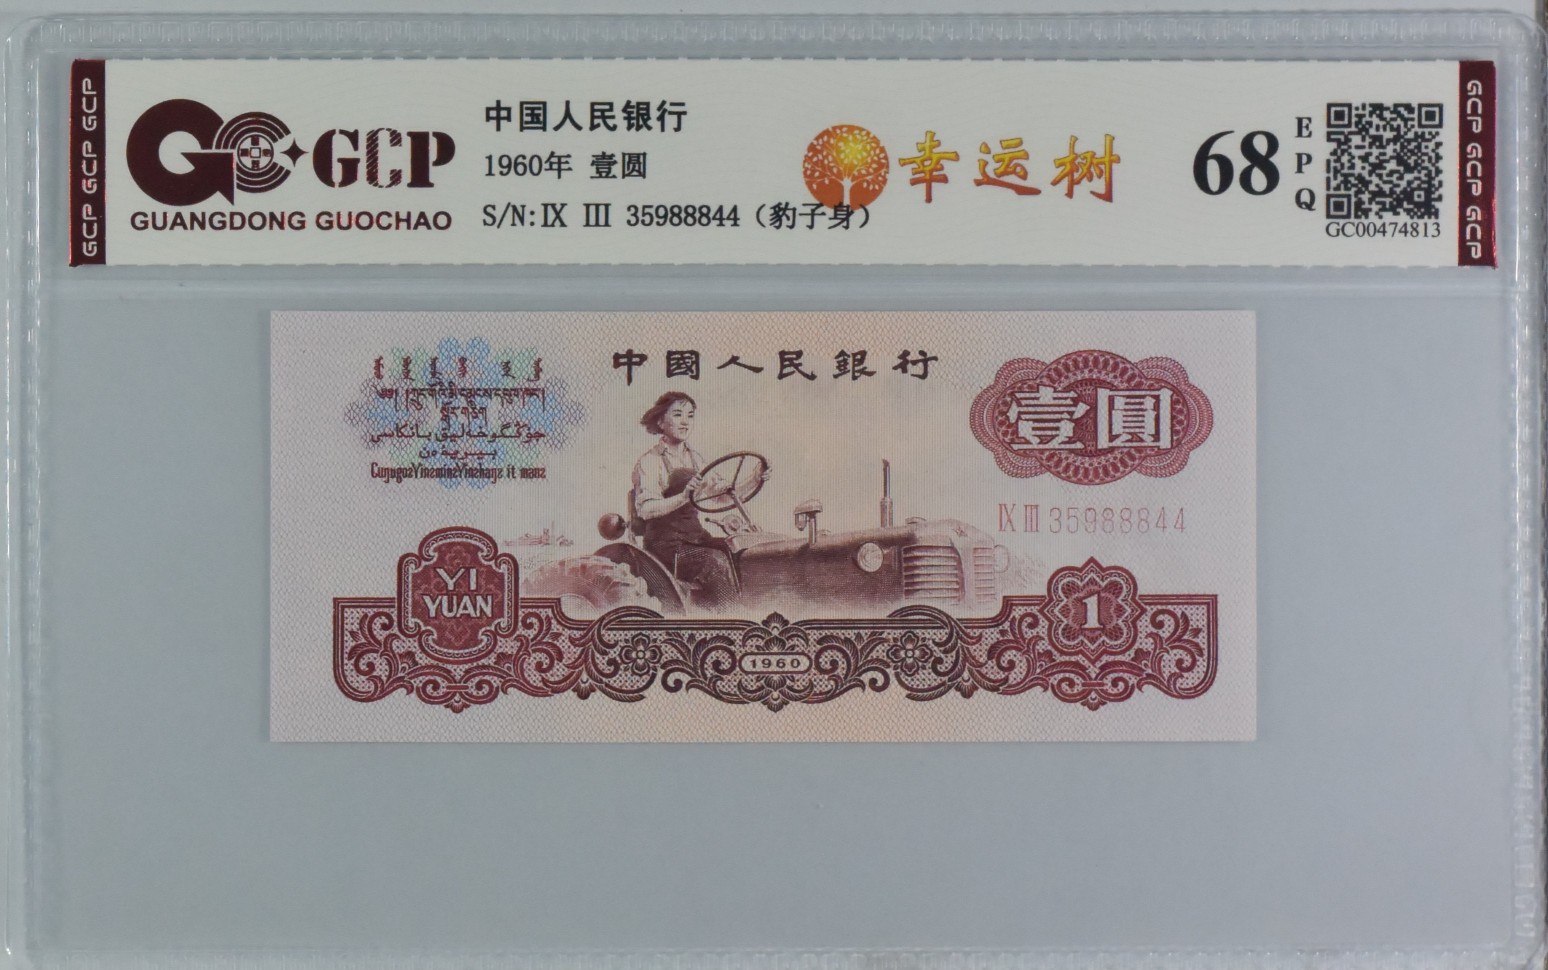 GCP GCP GCP
GCP
GUANGDONG GUOCHAO
中国人民银行
1960年 壹圆
S/N:Ⅸ Ⅲ 35988844（豹子身）
幸运树
68
EPQ
GC00474813
GCP GCP GCP
中國人民銀行
壹圓
ⅨⅢ 35988844
YI
YUAN
1960
1